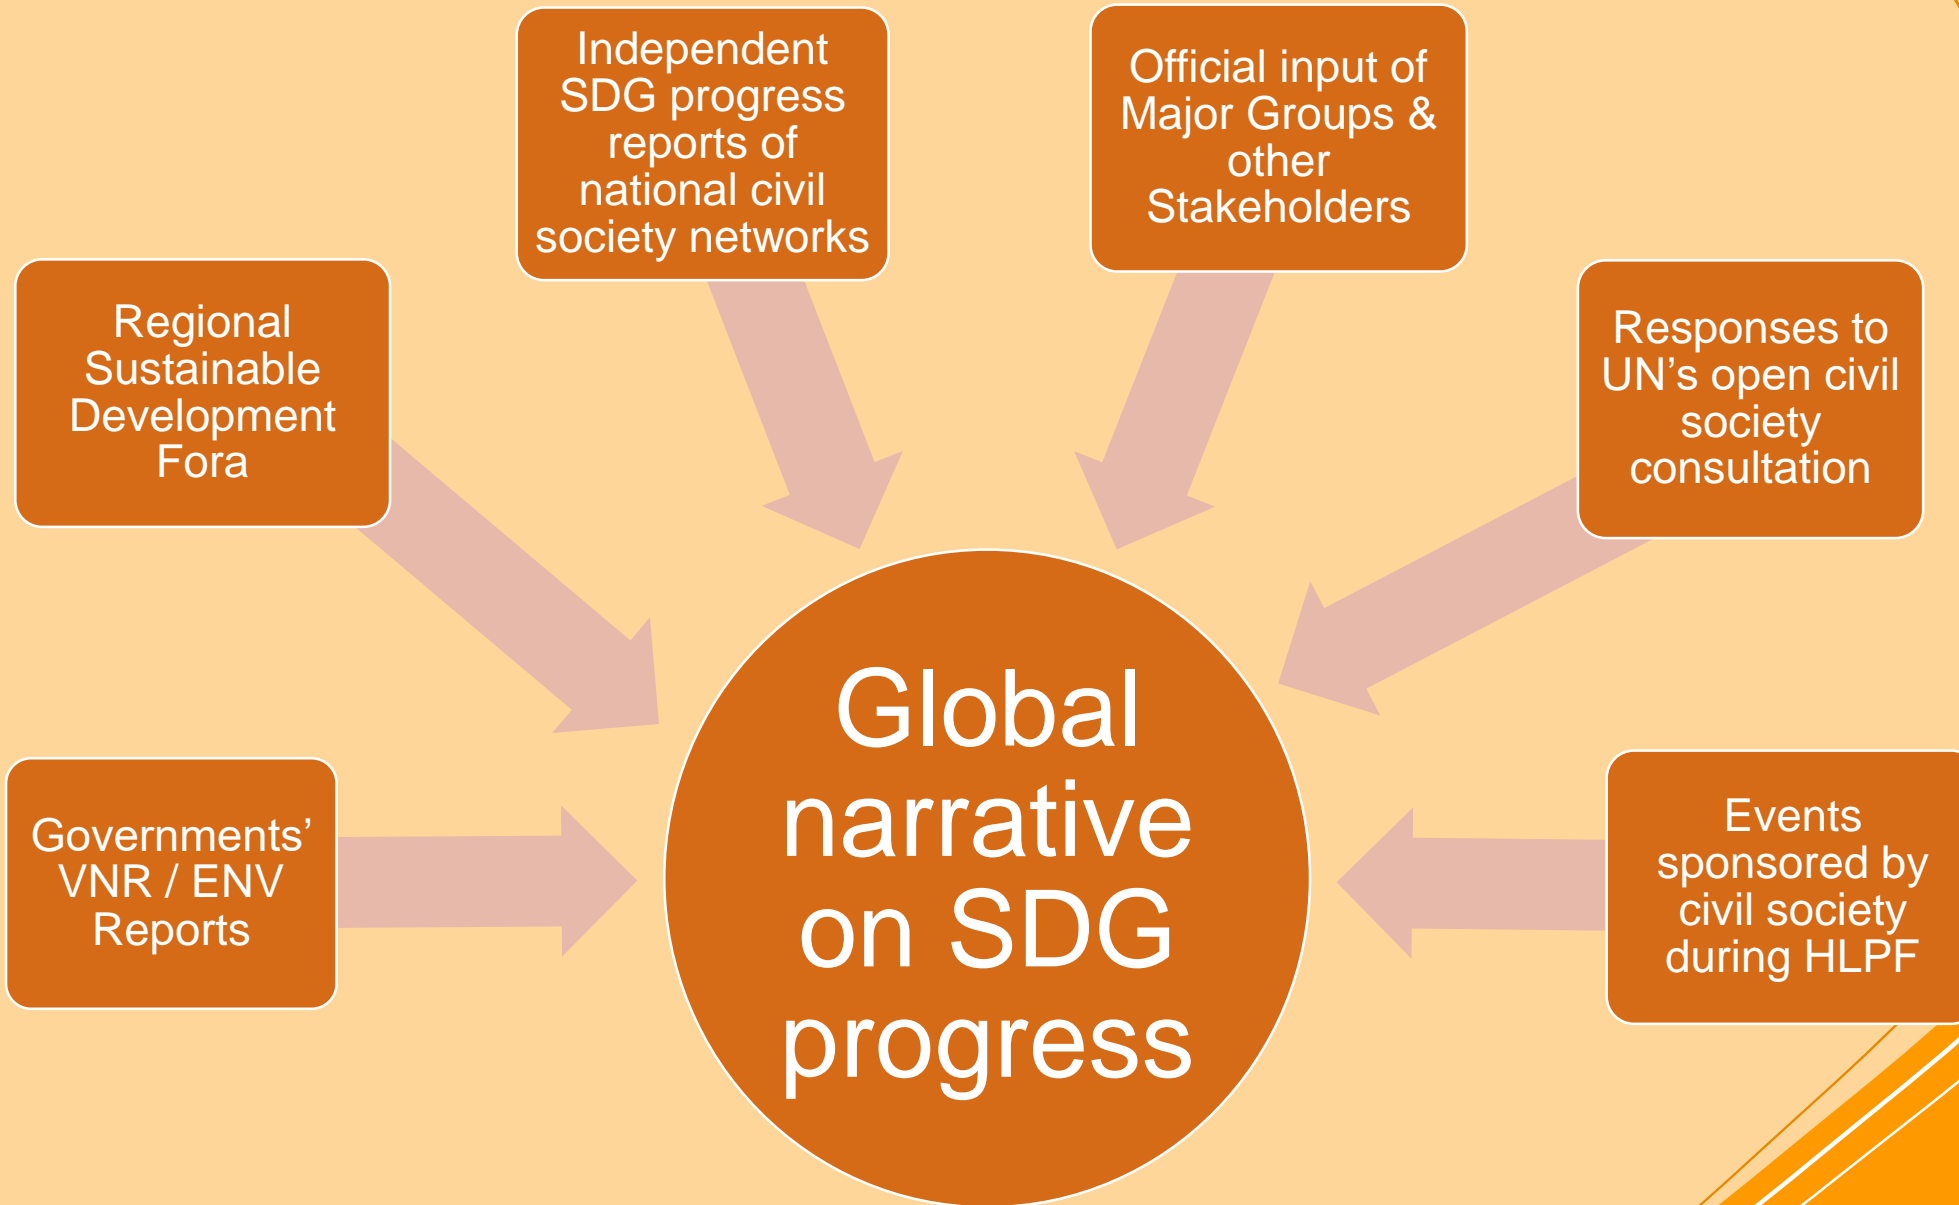 Independent
SDG progress
reports of
national civil
society networks
Official input of
Major Groups &
other
Stakeholders
Regional
Sustainable
Development
Fora
Responses to
UN’s open civil
society
consultation
Global
narrative
on SDG
progress
Governments’
VNR / ENV
Reports
Events
sponsored by
civil society
during HLPF